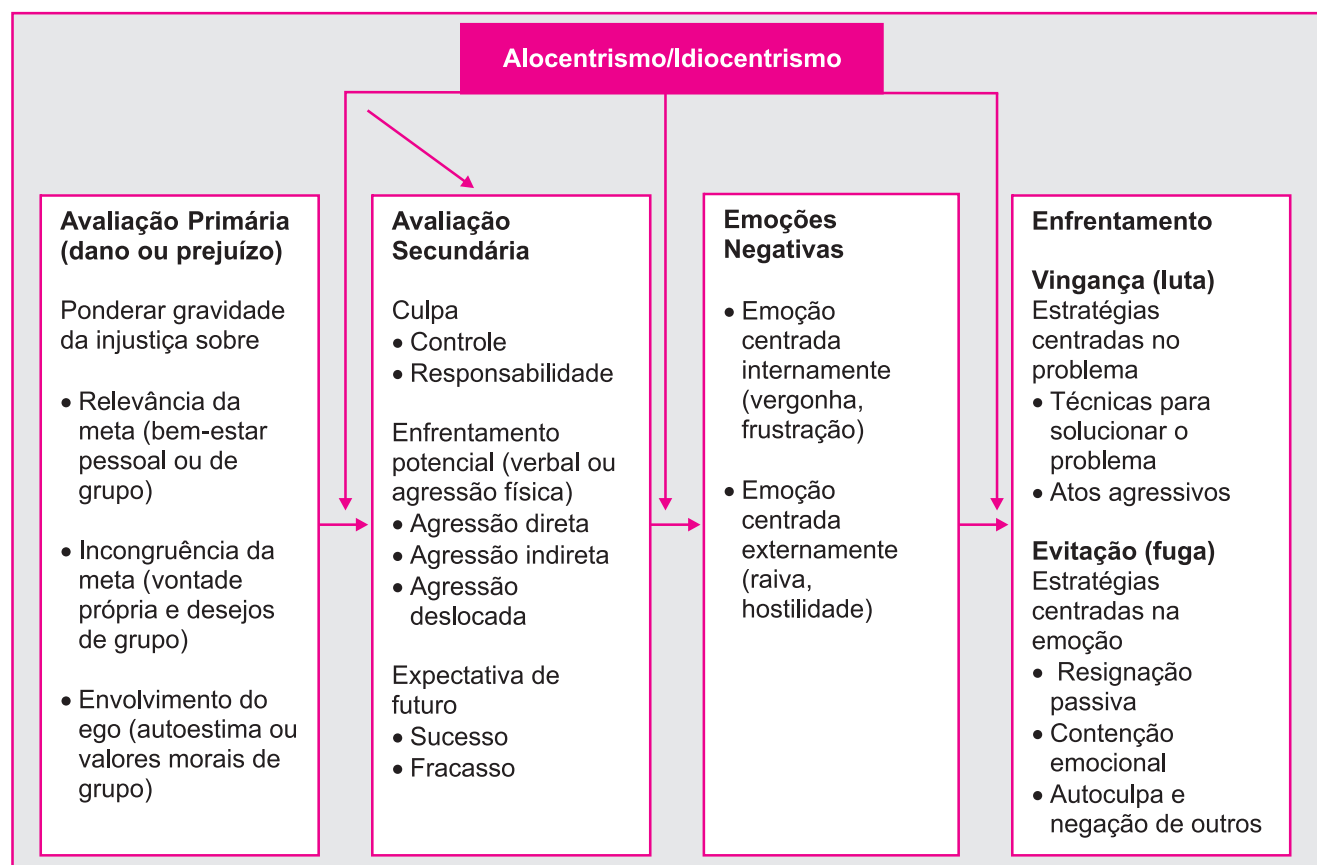 Alocentrismo/Idiocentrismo
Avaliação Primária
(dano ou prejuízo)
Ponderar gravidade
da injustiça sobre
• Relevância da
meta (bem-estar
pessoal ou de
grupo)
• Incongruência da
meta (vontade
própria e desejos
de grupo)
• Envolvimento do
ego (autoestima ou
valores morais de
grupo)
Avaliação
Secundária
Culpa
• Controle
• Responsabilidade
Enfrentamento
potencial (verbal ou
agressão física)
• Agressão direta
• Agressão indireta
• Agressão
deslocada
Expectativa de
futuro
• Sucesso
• Fracasso
Emoções
Negativas
• Emoção
centrada
internamente
(vergonha,
frustração)
• Emoção
centrada
externamente
(raiva,
hostilidade)
Enfrentamento
Vingança (luta)
Estratégias
centradas no
problema
• Técnicas para
solucionar o
problema
• Atos agressivos
Evitação (fuga)
Estratégias
centradas na
emoção
• Resignação
passiva
• Contenção
emocional
• Autoculpa e
negação de outros